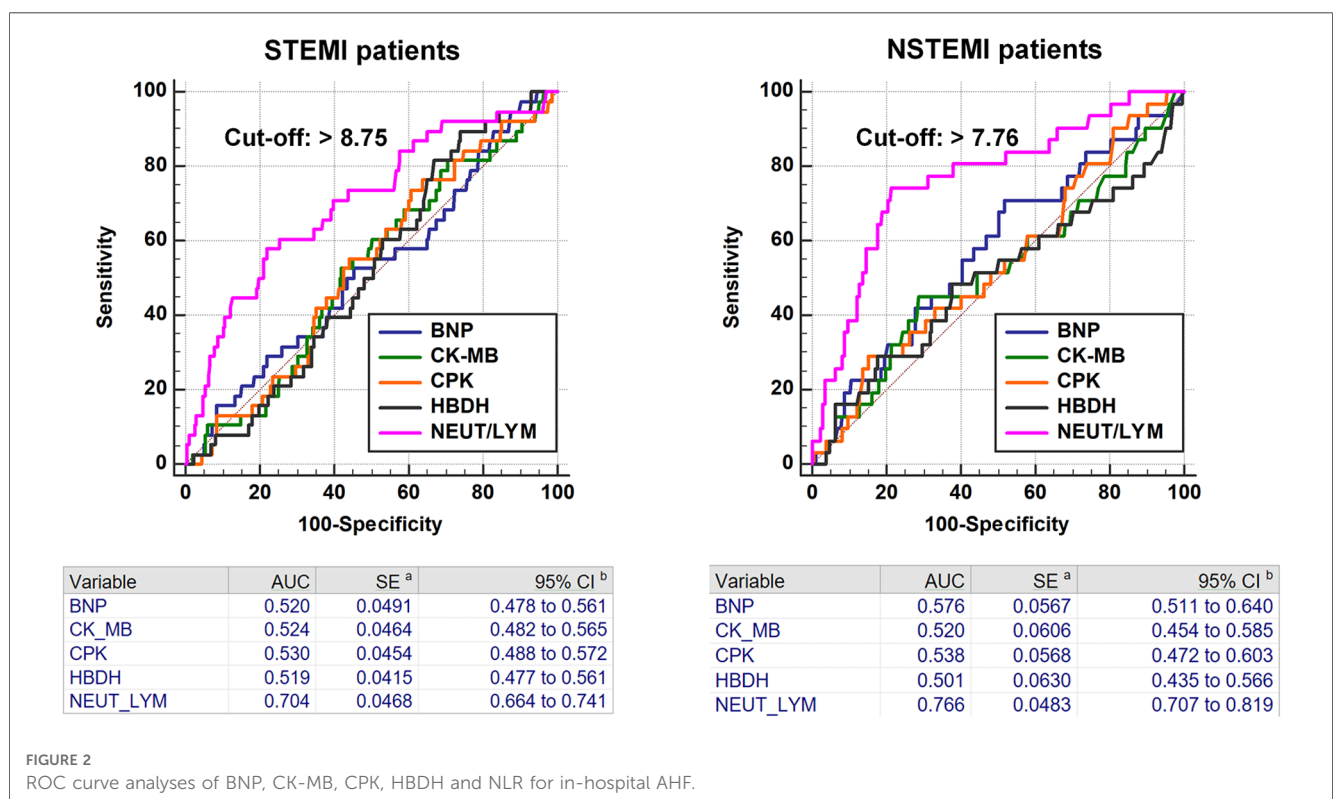 STEMI patients
Cut-off: > 8.75
Sensitivity
100
80
60
40
20
0
BNP
CK-MB
CPK
HBDH
NEUT/LYM
0 20 40 60 80 100
100-Specificity
NSTEMI patients
Cut-off: > 7.76
Sensitivity
100
80
60
40
20
0
BNP
CK-MB
CPK
HBDH
NEUT/LYM
0 20 40 60 80 100
100-Specificity
Variable AUC SE a 95% CI b
BNP 0.520 0.0491 0.478 to 0.561
CK_MB 0.524 0.0464 0.482 to 0.565
CPK 0.530 0.0454 0.488 to 0.572
HBDH 0.519 0.0415 0.477 to 0.561
NEUT_LYM 0.704 0.0468 0.664 to 0.741
Variable AUC SE a 95% CI b
BNP 0.576 0.0567 0.511 to 0.640
CK_MB 0.520 0.0606 0.454 to 0.585
CPK 0.538 0.0568 0.472 to 0.603
HBDH 0.501 0.0630 0.435 to 0.566
NEUT_LYM 0.766 0.0483 0.707 to 0.819
FIGURE 2
ROC curve analyses of BNP, CK-MB, CPK, HBDH and NLR for in-hospital AHF.